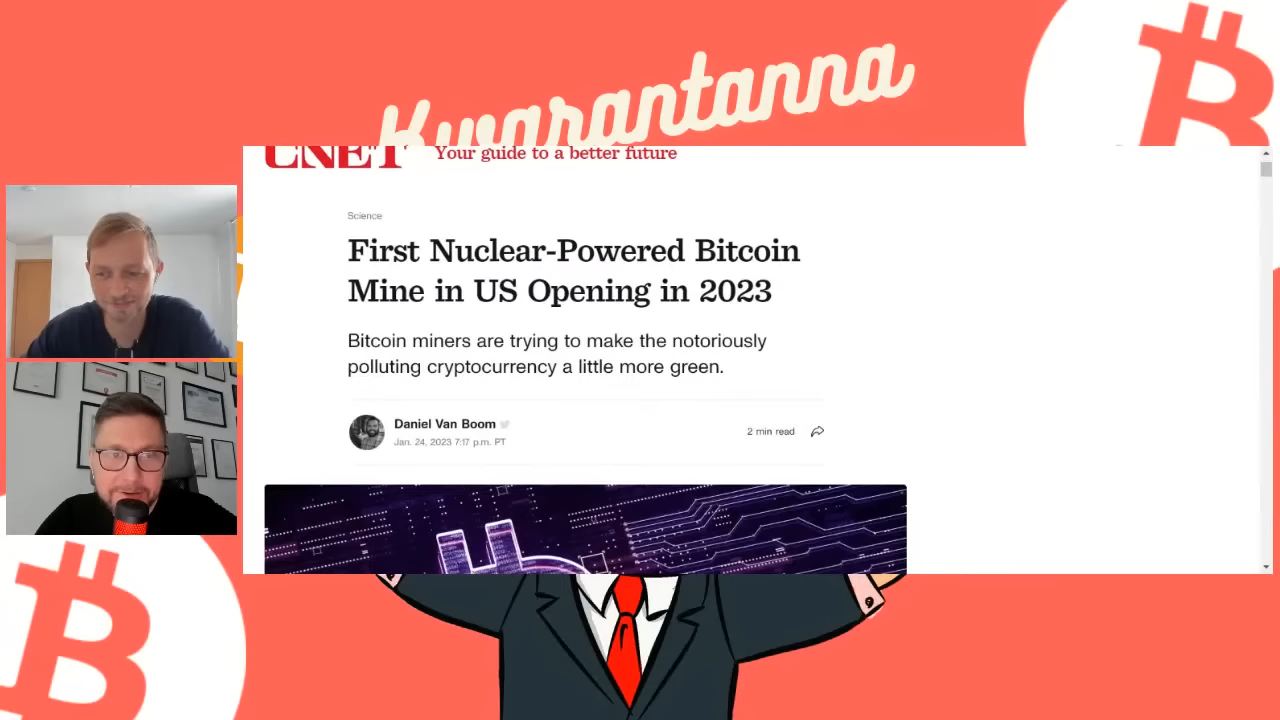 Kwarantanna
CNET
Your guide to a better future
Science
First Nuclear-Powered Bitcoin
Mine in US Opening in 2023
Bitcoin miners are trying to make the notoriously
polluting cryptocurrency a little more green.
Daniel Van Boom
Jan. 24, 2023 7:17 p.m. PT
2 min read